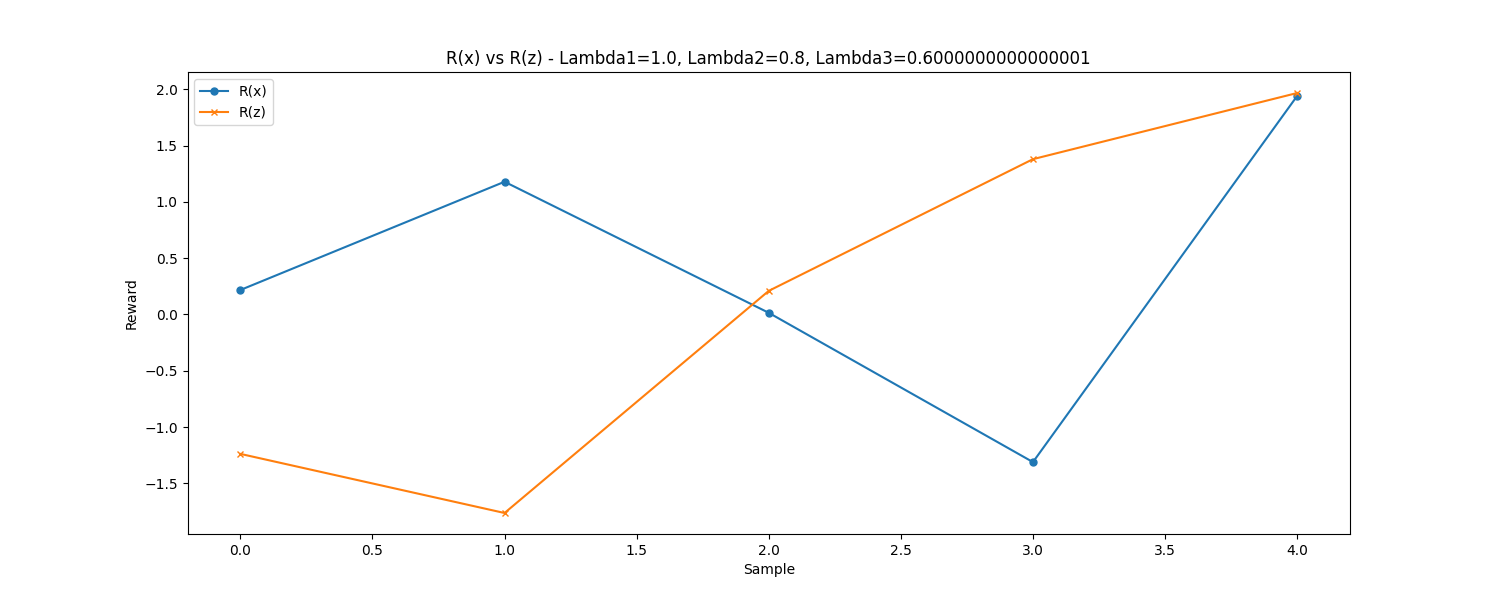 R(x) vs R(z) - Lambda1=1.0, Lambda2=0.8, Lambda3=0.6000000000000001
R(x)
R(z)
2.0
1.5
1.0
0.5
0.0
−0.5
−1.0
−1.5
Reward
0.0 0.5 1.0 1.5 2.0 2.5 3.0 3.5 4.0
Sample